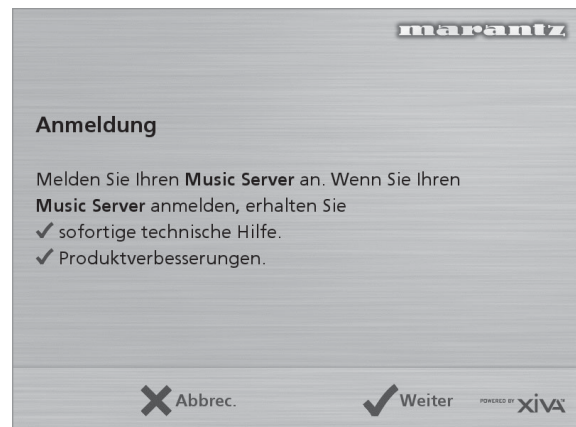 marantz
Anmeldung
Melden Sie Ihren Music Server an. Wenn Sie Ihren
Music Server anmelden, erhalten Sie
✓ sofortige technische Hilfe.
✓ Produktverbesserungen.
Abbrec.
Weiter
POWERED BY XiVA™